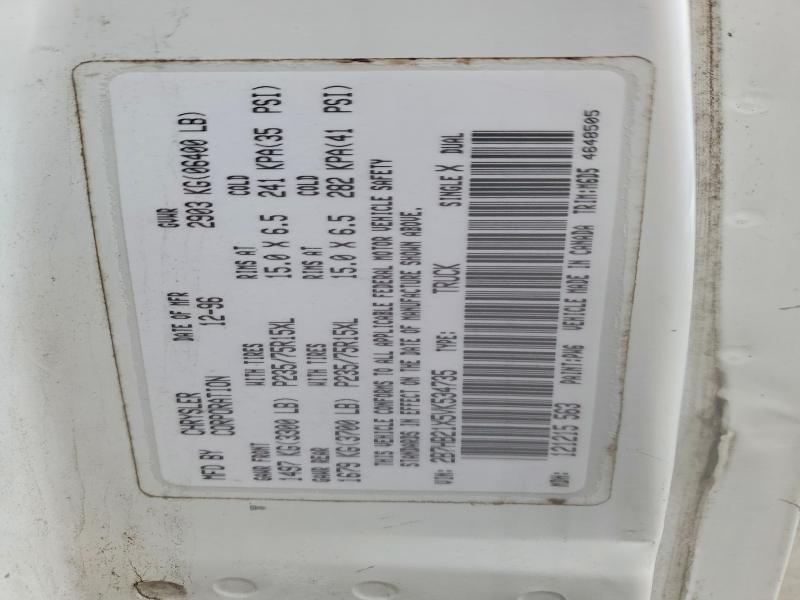 MFD BY CHRYSLER CORPORATION DATE OF MFR 12-96 GVWR 2903 KG(06400 LB)
GAWR FRONT WITH TIRES RIMS AT COLD
1497 KG(3300 LB) P235/75R15XL 15.0 X 6.5 241 KPA(35 PSI)
GAWR REAR WITH TIRES RIMS AT COLD
1679 KG(3700 LB) P235/75R15XL 15.0 X 6.5 282 KPA(41 PSI)
THIS VEHICLE CONFORMS TO ALL APPLICABLE FEDERAL MOTOR VEHICLE SAFETY
STANDARDS IN EFFECT ON THE DATE OF MANUFACTURE SHOWN ABOVE.
VIN: 2B7HB21X5VK534735 TYPE: TRUCK SINGLE X DUAL
MDH: 121215 563 PAINT:PW6 VEHICLE MADE IN CANADA TRIM:M6D5 4648505